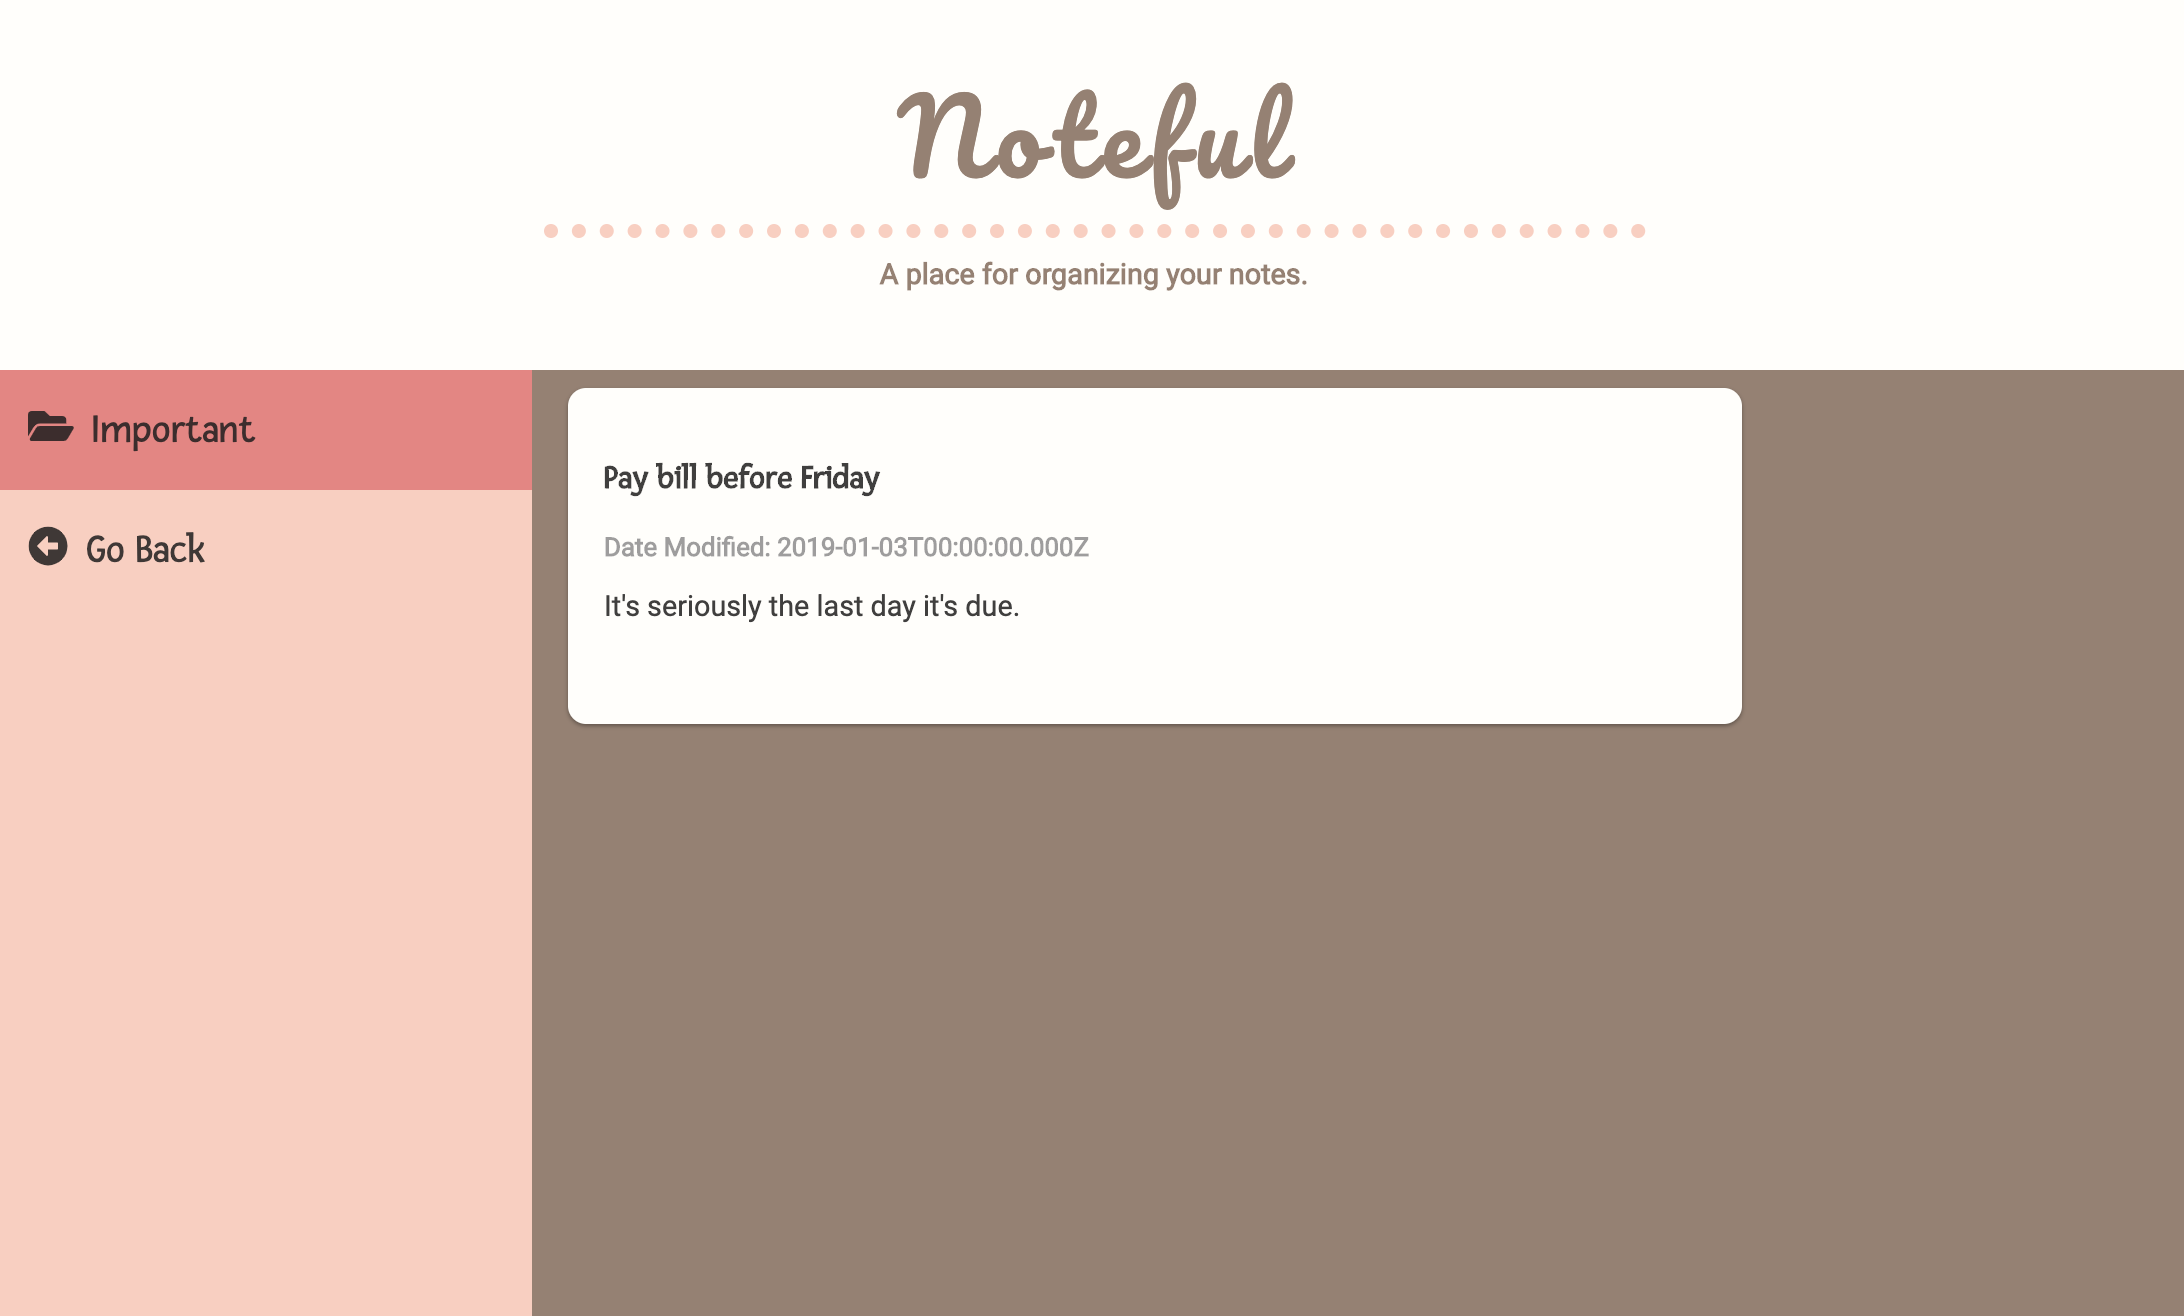 Noteful
A place for organizing your notes.
Important
Go Back
Pay bill before Friday
Date Modified: 2019-01-03T00:00:00.000Z
It's seriously the last day it's due.